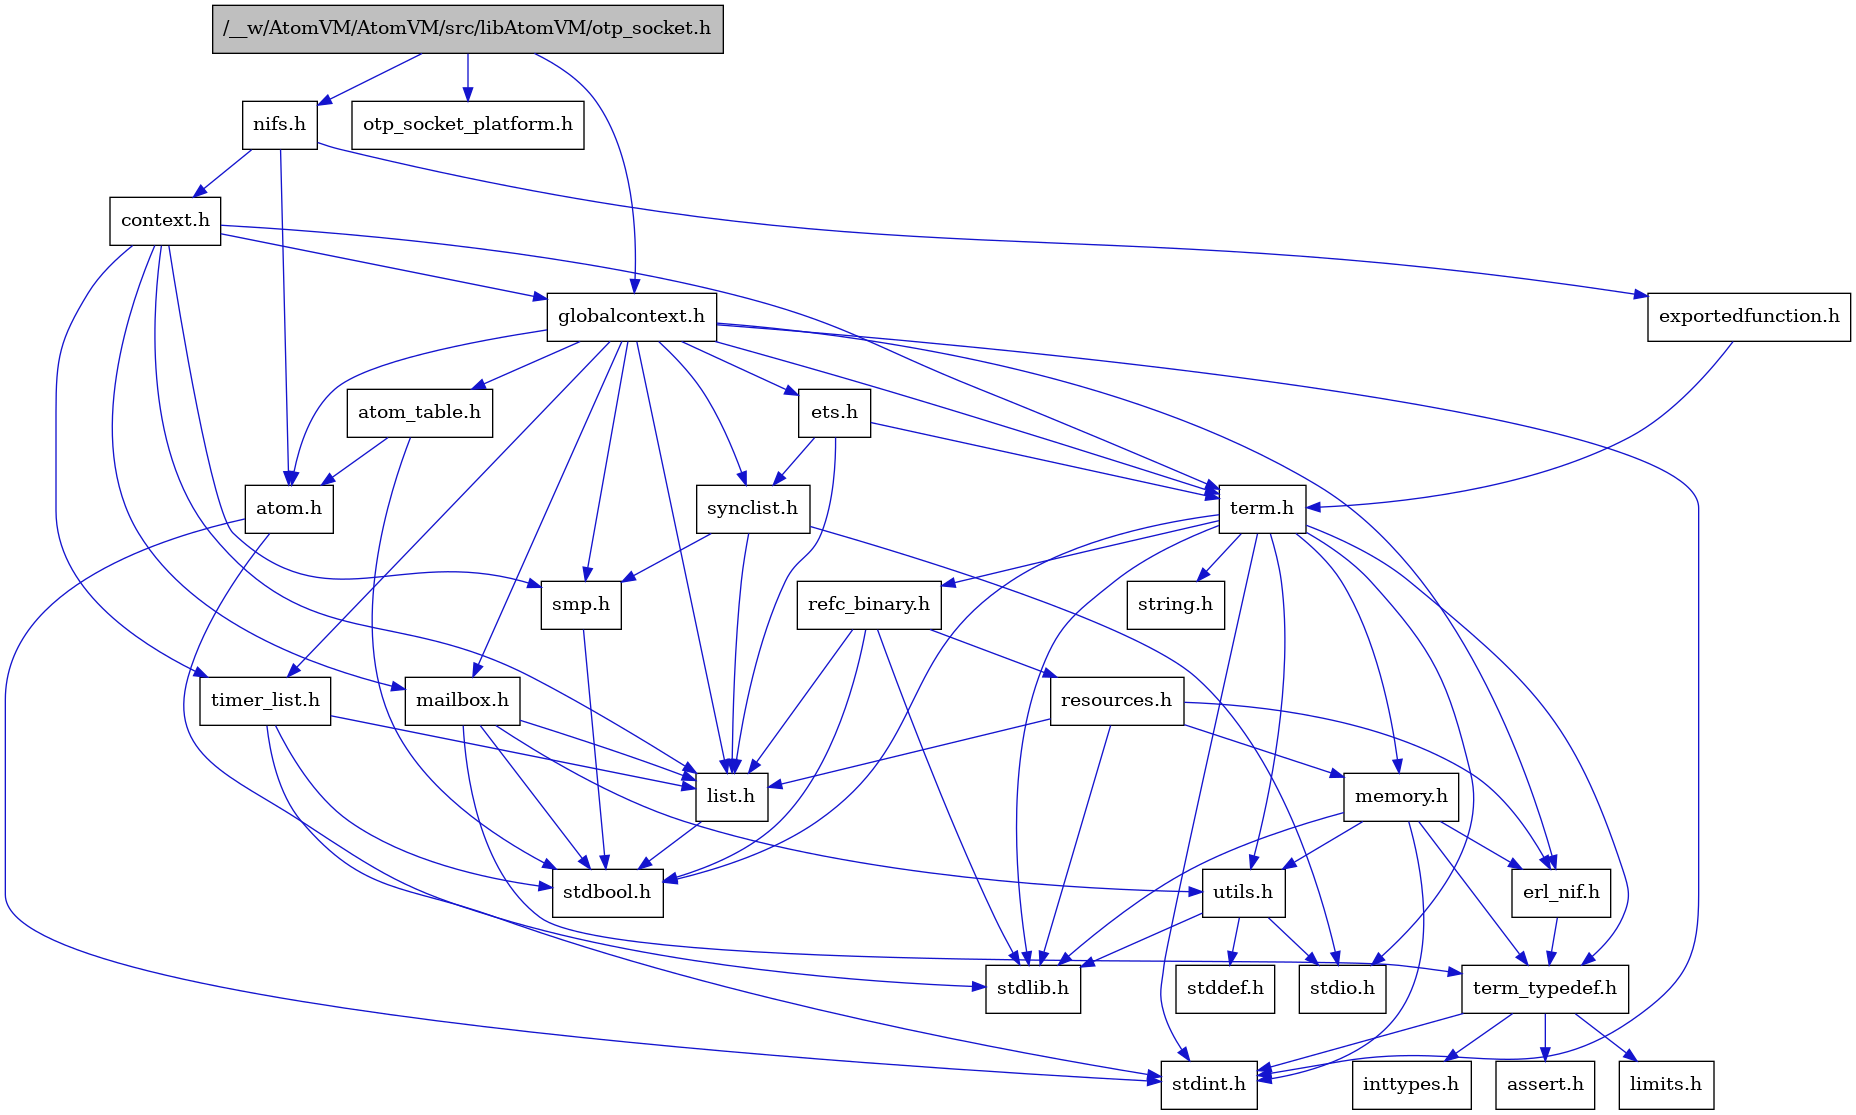 /__w/AtomVM/AtomVM/src/libAtomVM/otp_socket.h
nifs.h
otp_socket_platform.h
context.h
globalcontext.h
exportedfunction.h
atom_table.h
ets.h
atom.h
synclist.h
term.h
smp.h
refc_binary.h
string.h
timer_list.h
mailbox.h
resources.h
list.h
memory.h
stdbool.h
utils.h
erl_nif.h
stdlib.h
stddef.h
stdio.h
term_typedef.h
stdint.h
inttypes.h
assert.h
limits.h